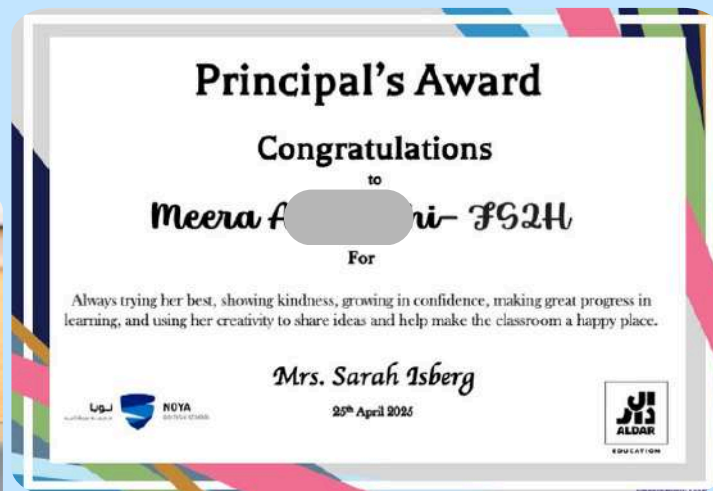 Principal's Award
Congratulations
to
Meera A hi- FS2H
For
Always trying her best, showing kindness, growing in confidence, making great progress in
learning, and using her creativity to share ideas and help make the classroom a happy place.
Mrs. Sarah Isberg
25th April 2025
نويا
NOYA
الدار
ALDAR
EDUCATION